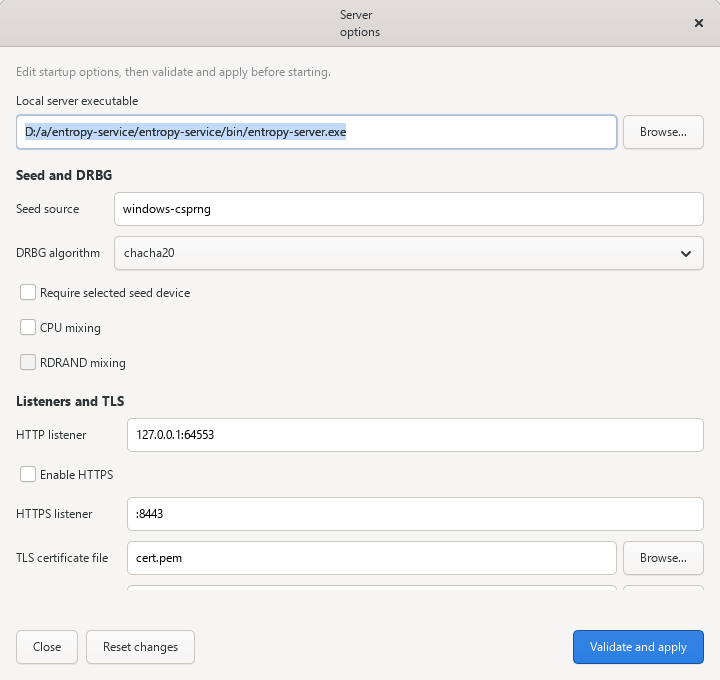 Server
options
Edit startup options, then validate and apply before starting.
Local server executable
D:/a/entropy-service/entropy-service/bin/entropy-server.exe
Browse...
Seed and DRBG
Seed source
windows-csprng
DRBG algorithm
chacha20
Require selected seed device
CPU mixing
RDRAND mixing
Listeners and TLS
HTTP listener
127.0.0.1:64553
Enable HTTPS
HTTPS listener
:8443
TLS certificate file
cert.pem
Browse...
Close
Reset changes
Validate and apply